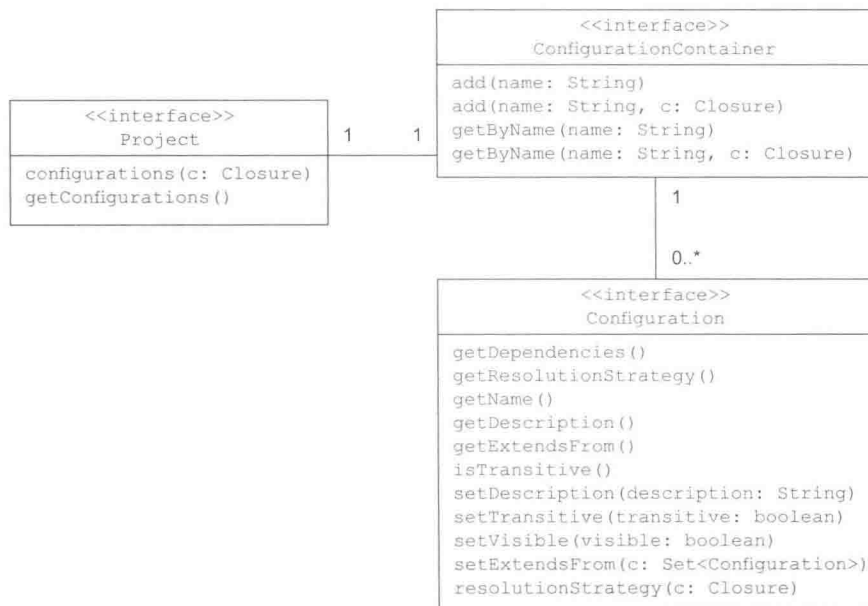 <<interface>>
ConfigurationContainer
add(name: String)
add(name: String, c: Closure)
getByName(name: String)
getByName(name: String, c: Closure)
<<interface>>
Project
configurations(c: Closure)
getConfigurations()
1
1
1
0..*
<<interface>>
Configuration
getDependencies()
getResolutionStrategy()
getName()
getDescription()
getExtendsFrom()
isTransitive()
setDescription(description: String)
setTransitive(transitive: boolean)
setVisible(visible: boolean)
setExtendsFrom(c: Set<Configuration>)
resolutionStrategy(c: Closure)